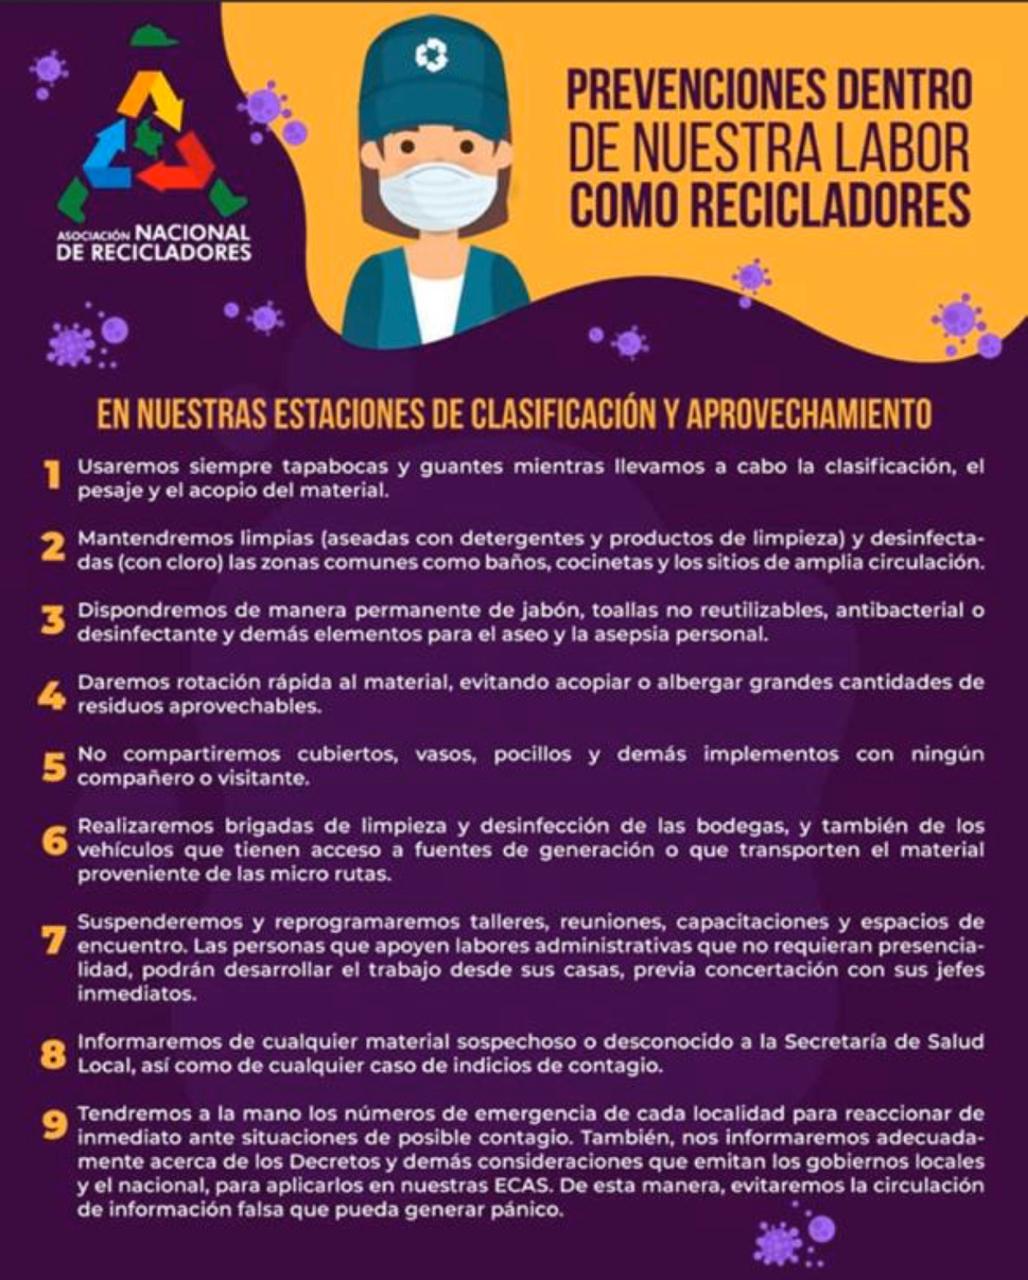 ASOCIACIÓN NACIONAL
DE RECICLADORES
PREVENCIONES DENTRO
DE NUESTRA LABOR
COMO RECICLADORES
EN NUESTRAS ESTACIONES DE CLASIFICACIÓN Y APROVECHAMIENTO
1 Usaremos siempre tapabocas y guantes mientras llevamos a cabo la clasificación, el
pesaje y el acopio del material.
2 Mantendremos limpias (aseadas con detergentes y productos de limpieza) y desinfecta-
das (con cloro) las zonas comunes como baños, cocinetas y los sitios de amplia circulación.
3 Dispondremos de manera permanente de jabón, toallas no reutilizables, antibacterial o
desinfectante y demás elementos para el aseo y la asepsia personal.
4 Daremos rotación rápida al material, evitando acopiar o albergar grandes cantidades de
residuos aprovechables.
5 No compartiremos cubiertos, vasos, pocillos y demás implementos con ningún
compañero o visitante.
6 Realizaremos brigadas de limpieza y desinfección de las bodegas, y también de los
vehículos que tienen acceso a fuentes de generación o que transporten el material
proveniente de las micro rutas.
7 Suspenderemos y reprogramaremos talleres, reuniones, capacitaciones y espacios de
encuentro. Las personas que apoyen labores administrativas que no requieran presencia-
lidad, podrán desarrollar el trabajo desde sus casas, previa concertación con sus jefes
inmediatos.
8 Informaremos de cualquier material sospechoso o desconocido a la Secretaría de Salud
Local, así como de cualquier caso de indicios de contagio.
9 Tendremos a la mano los números de emergencia de cada localidad para reaccionar de
inmediato ante situaciones de posible contagio. También, nos informaremos adecuada-
mente acerca de los Decretos y demás consideraciones que emitan los gobiernos locales
y el nacional, para aplicarlos en nuestras ECAS. De esta manera, evitaremos la circulación
de información falsa que pueda generar pánico.